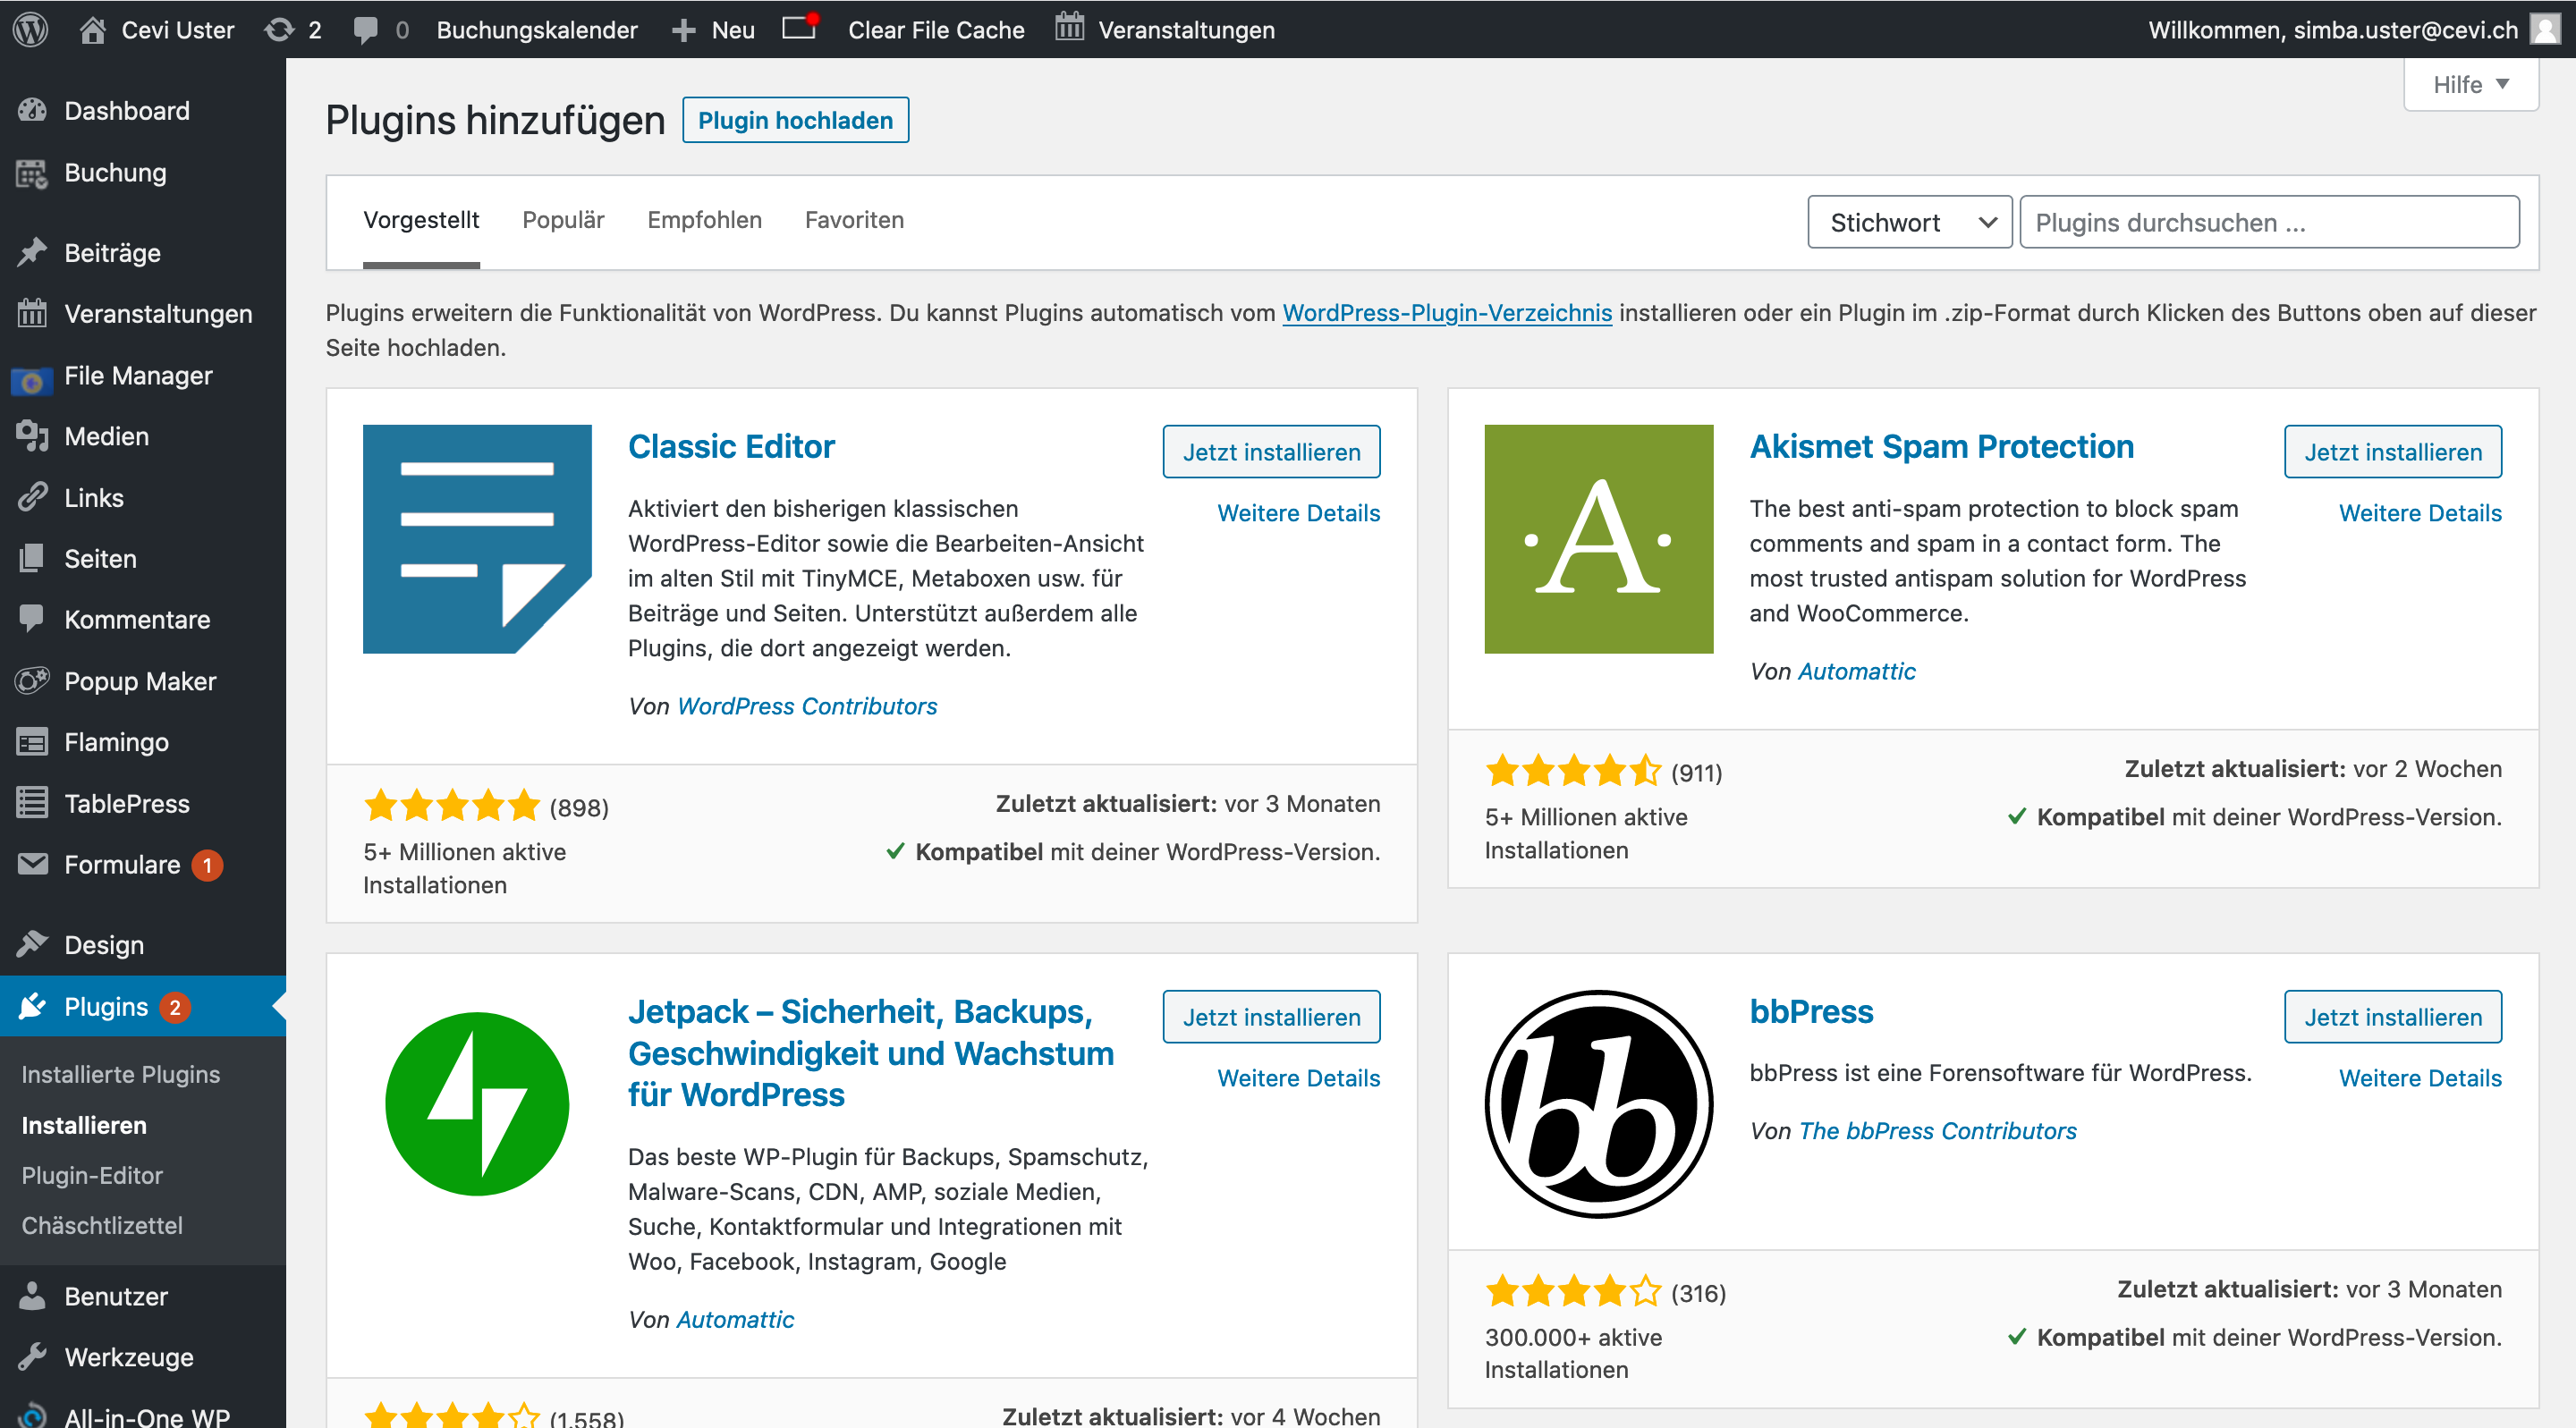 Cevi Uster 2 0 Buchungskalender Neu Clear File Cache Veranstaltungen Willkommen, simba.uster@cevi.ch
Hilfe
Dashboard
Buchung
Beiträge
Veranstaltungen
File Manager
Medien
Links
Seiten
Kommentare
Popup Maker
Flamingo
TablePress
Formulare 1
Design
Plugins 2
Installierte Plugins
Installieren
Plugin-Editor
Chäschtlizettel
Benutzer
Werkzeuge
All-in-One WP
Plugins hinzufügen Plugin hochladen
Vorgestellt Populär Empfohlen Favoriten Stichwort Plugins durchsuchen ...
Plugins erweitern die Funktionalität von WordPress. Du kannst Plugins automatisch vom WordPress-Plugin-Verzeichnis installieren oder ein Plugin im .zip-Format durch Klicken des Buttons oben auf dieser
Seite hochladen.
Classic Editor
Jetzt installieren
Weitere Details
Aktiviert den bisherigen klassischen
WordPress-Editor sowie die Bearbeiten-Ansicht
im alten Stil mit TinyMCE, Metaboxen usw. für
Beiträge und Seiten. Unterstützt außerdem alle
Plugins, die dort angezeigt werden.
Von WordPress Contributors
(898)
5+ Millionen aktive
Installationen
Zuletzt aktualisiert: vor 3 Monaten
Kompatibel mit deiner WordPress-Version.
·A·
Akismet Spam Protection
Jetzt installieren
Weitere Details
The best anti-spam protection to block spam
comments and spam in a contact form. The
most trusted antispam solution for WordPress
and WooCommerce.
Von Automattic
(911)
5+ Millionen aktive
Installationen
Zuletzt aktualisiert: vor 2 Wochen
Kompatibel mit deiner WordPress-Version.
Jetpack – Sicherheit, Backups,
Geschwindigkeit und Wachstum
für WordPress
Jetzt installieren
Weitere Details
Das beste WP-Plugin für Backups, Spamschutz,
Malware-Scans, CDN, AMP, soziale Medien,
Suche, Kontaktformular und Integrationen mit
Woo, Facebook, Instagram, Google
Von Automattic
(1.558)
Zuletzt aktualisiert: vor 4 Wochen
bb
bbPress
Jetzt installieren
Weitere Details
bbPress ist eine Forensoftware für WordPress.
Von The bbPress Contributors
(316)
300.000+ aktive
Installationen
Zuletzt aktualisiert: vor 3 Monaten
Kompatibel mit deiner WordPress-Version.